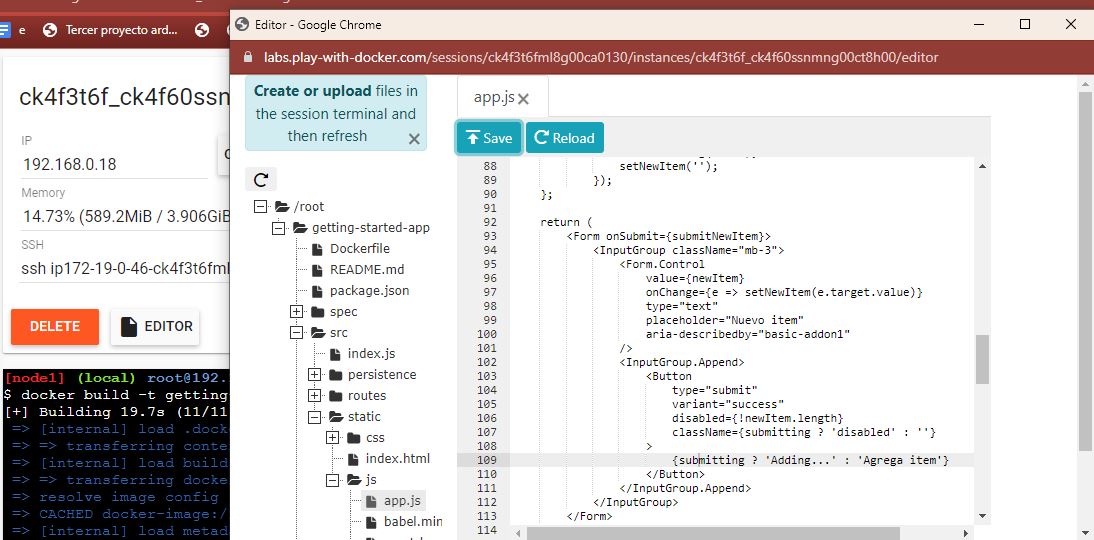 e
Tercer proyecto ard...
Editor - Google Chrome
labs.play-with-docker.com/sessions/ck4f3t6fml8g00ca0130/instances/ck4f3t6f_ck4f60ssnmng00ct8h00/editor
ck4f3t6f_ck4f60ssn
IP
192.168.0.18
Memory
14.73% (589.2MiB / 3.906GiB
SSH
ssh ip172-19-0-46-ck4f3t6fml
DELETE
EDITOR
[node1] (local) root@192.
$ docker build -t getting
[+] Building 19.7s (11/11
=> [internal] load .docke
=> => transferring conte
=> [internal] load build
=> => transferring docke
=> resolve image config
=> CACHED docker-image:/
=> [internal] load metad
Create or upload files in
the session terminal and
then refresh
/root
getting-started-app
Dockerfile
README.md
package.json
spec
src
index.js
persistence
routes
static
css
index.html
js
app.js
babel.min
app.js
Save
Reload
88 setNewItem('');
89 });
90 };
91
92 return (
93 <Form onSubmit={submitNewItem}>
94 <InputGroup className="mb-3">
95 <Form.Control
96 value={newItem}
97 onChange={e => setNewItem(e.target.value)}
98 type="text"
99 placeholder="Nuevo item"
100 aria-describedby="basic-addon1"
101 />
102 <InputGroup.Append>
103 <Button
104 type="submit"
105 variant="success"
106 disabled={!newItem.length}
107 className={submitting ? 'disabled' : ''}
108 >
109 {submitting ? 'Adding...' : 'Agrega item'}
110 </Button>
111 </InputGroup.Append>
112 </InputGroup>
113 </Form>
114